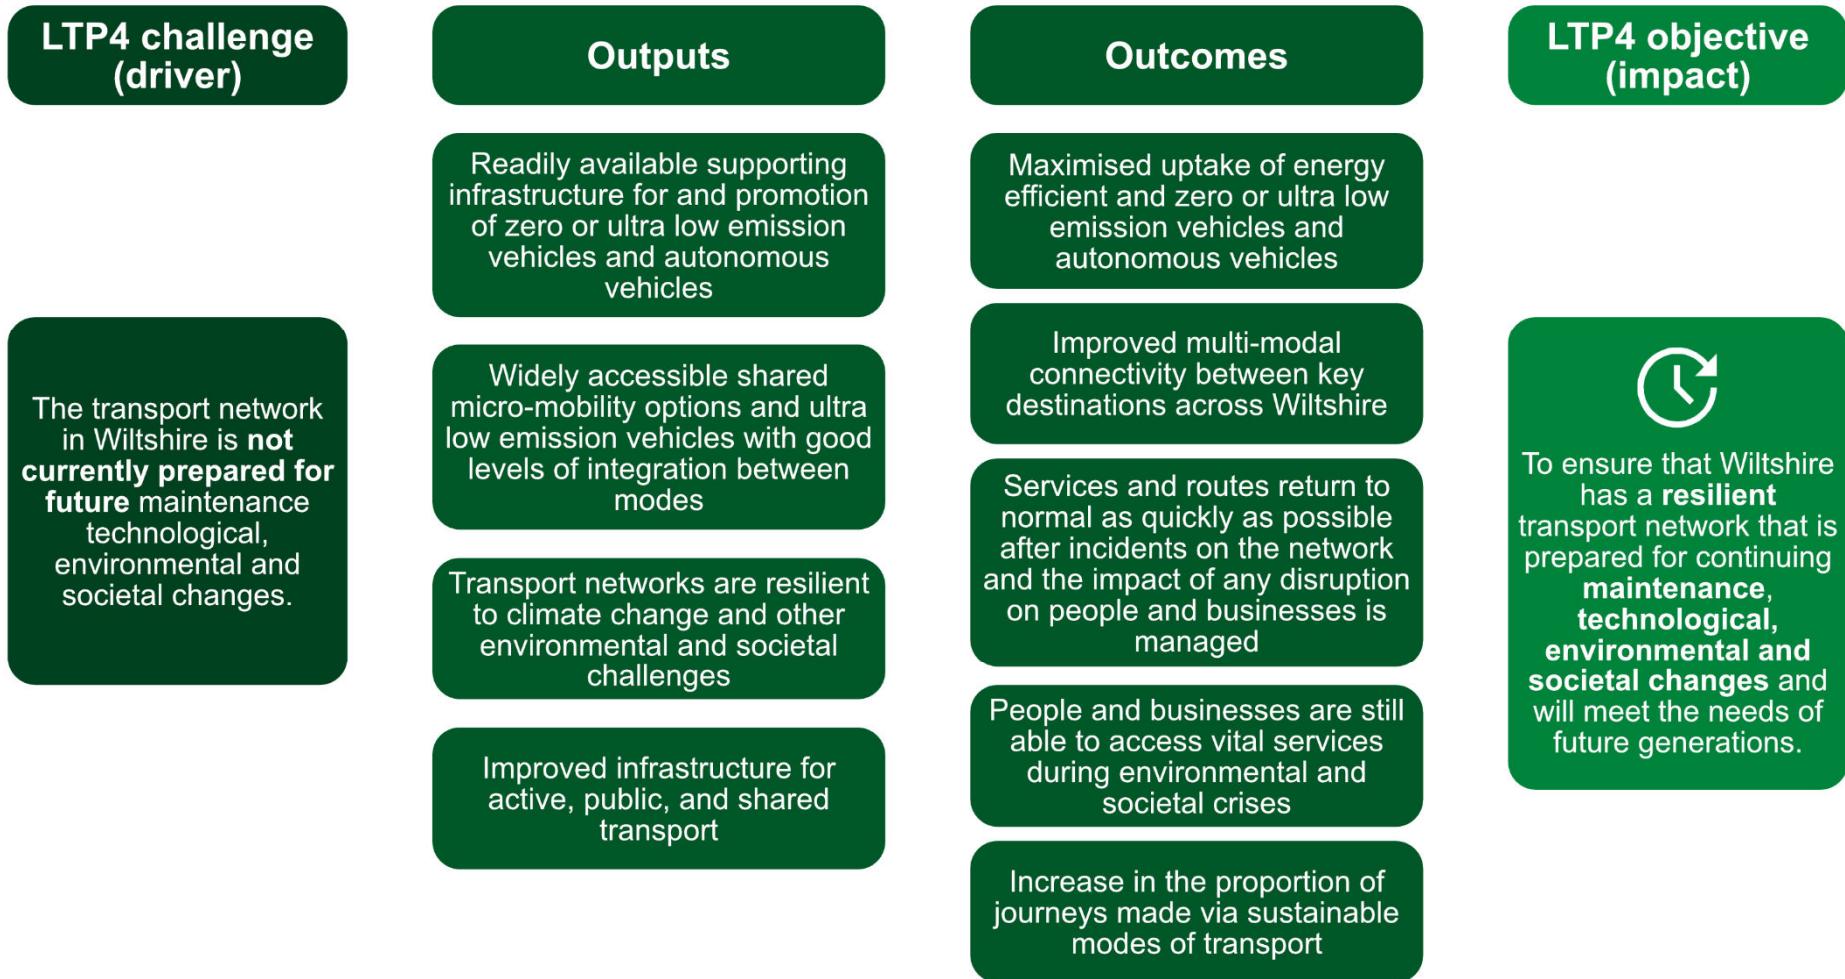 LTP4 challenge
(driver)
The transport network
in Wiltshire is not
currently prepared for
future maintenance
technological,
environmental and
societal changes.
Outputs
Readily available supporting
infrastructure for and promotion
of zero or ultra low emission
vehicles and autonomous
vehicles
Widely accessible shared
micro-mobility options and ultra
low emission vehicles with good
levels of integration between
modes
Transport networks are resilient
to climate change and other
environmental and societal
challenges
Improved infrastructure for
active, public, and shared
transport
Outcomes
Maximised uptake of energy
efficient and zero or ultra low
emission vehicles and
autonomous vehicles
Improved multi-modal
connectivity between key
destinations across Wiltshire
Services and routes return to
normal as quickly as possible
after incidents on the network
and the impact of any disruption
on people and businesses is
managed
People and businesses are still
able to access vital services
during environmental and
societal crises
Increase in the proportion of
journeys made via sustainable
modes of transport
LTP4 objective
(impact)
To ensure that Wiltshire
has a resilient
transport network that is
prepared for continuing
maintenance,
technological,
environmental and
societal changes and
will meet the needs of
future generations.